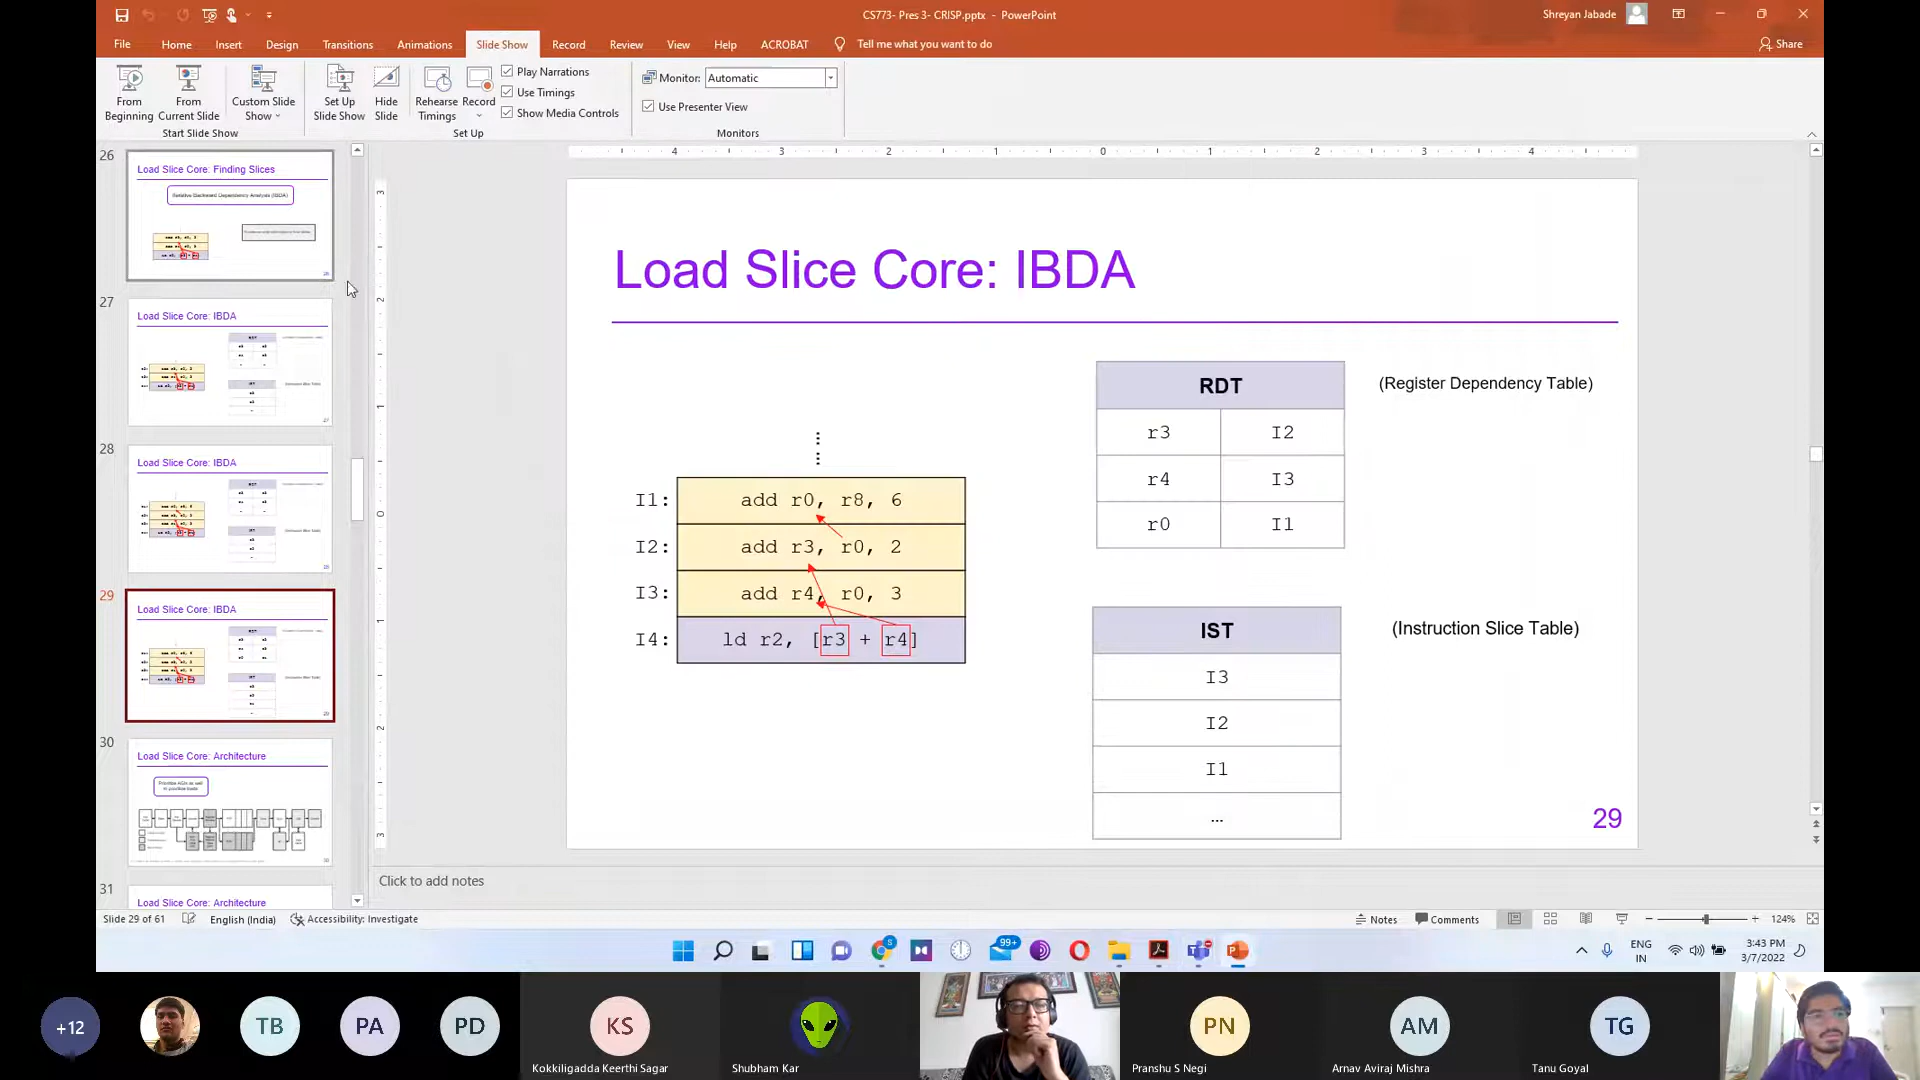 CS773- Pres 3- CRISP.pptx - PowerPoint
Shreyan Jabade
File Home Insert Design Transitions Animations Slide Show Record Review View Help ACROBAT Tell me what you want to do
Share
From Beginning
From Current Slide
Custom Slide Show
Start Slide Show
Set Up Slide Show
Hide Slide
Rehearse Timings
Record
Play Narrations
Use Timings
Show Media Controls
Set Up
Monitor: Automatic
Use Presenter View
Monitors
26
Load Slice Core: Finding Slices
Iterative Backward Dependency Analysis (IBDA)
27
Load Slice Core: IBDA
28
Load Slice Core: IBDA
29
Load Slice Core: IBDA
30
Load Slice Core: Architecture
31
Load Slice Core: Architecture
Load Slice Core: IBDA
I1: add r0, r8, 6
I2: add r3, r0, 2
I3: add r4, r0, 3
I4: ld r2, [r3 + r4]
RDT
(Register Dependency Table)
r3 I2
r4 I3
r0 I1
IST
(Instruction Slice Table)
I3
I2
I1
...
29
Click to add notes
Slide 29 of 61 English (India) Accessibility: Investigate
Notes Comments 124%
99+
ENG
IN
3:43 PM
3/7/2022
+12
TB
PA
PD
KS
Kokkiligadda Keerthi Sagar
Shubham Kar
PN
Pranshu S Negi
AM
Arnav Aviraj Mishra
TG
Tanu Goyal